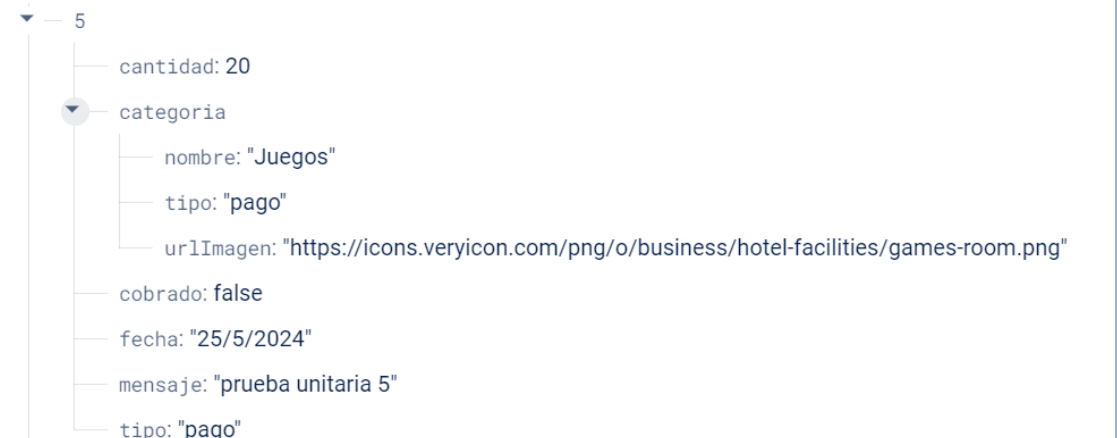 5
cantidad: 20
categoria
nombre: "Juegos"
tipo: "pago"
urlImagen: "https://icons.veryicon.com/png/o/business/hotel-facilities/games-room.png"
cobrado: false
fecha: "25/5/2024"
mensaje: "prueba unitaria 5"
tipo: "pago"